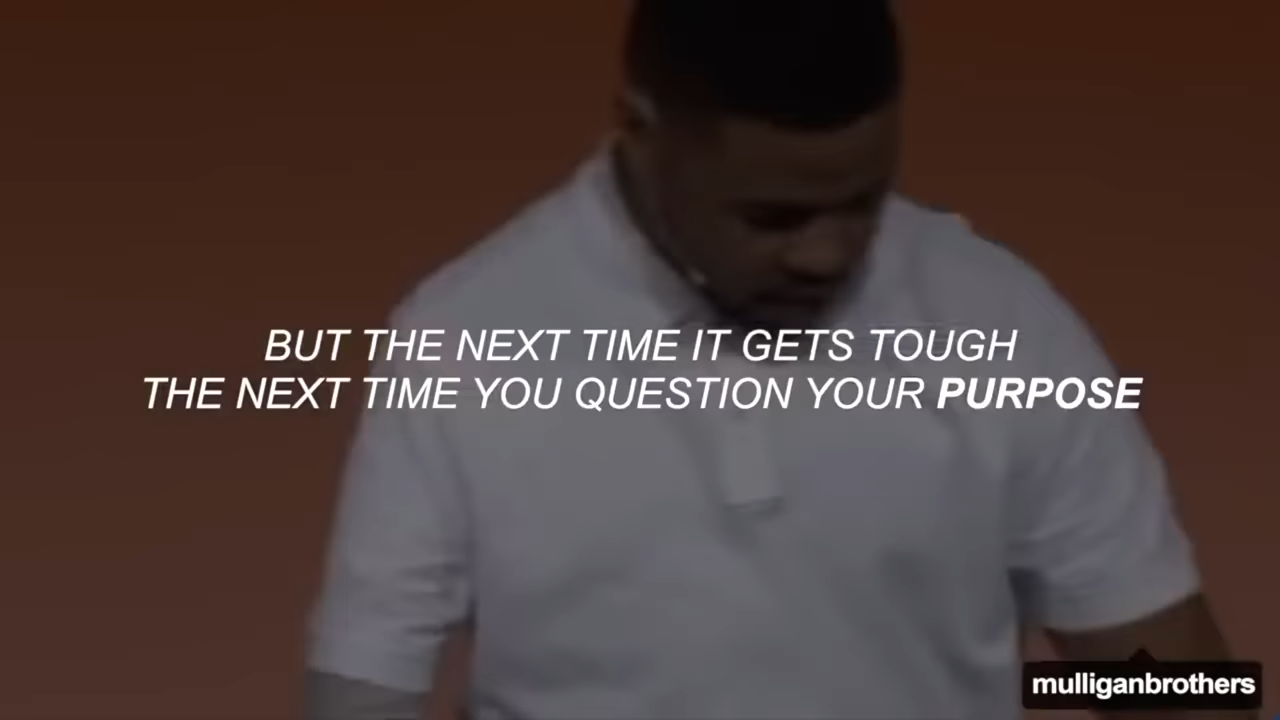 BUT THE NEXT TIME IT GETS TOUGH
THE NEXT TIME YOU QUESTION YOUR PURPOSE
mulliganbrothers